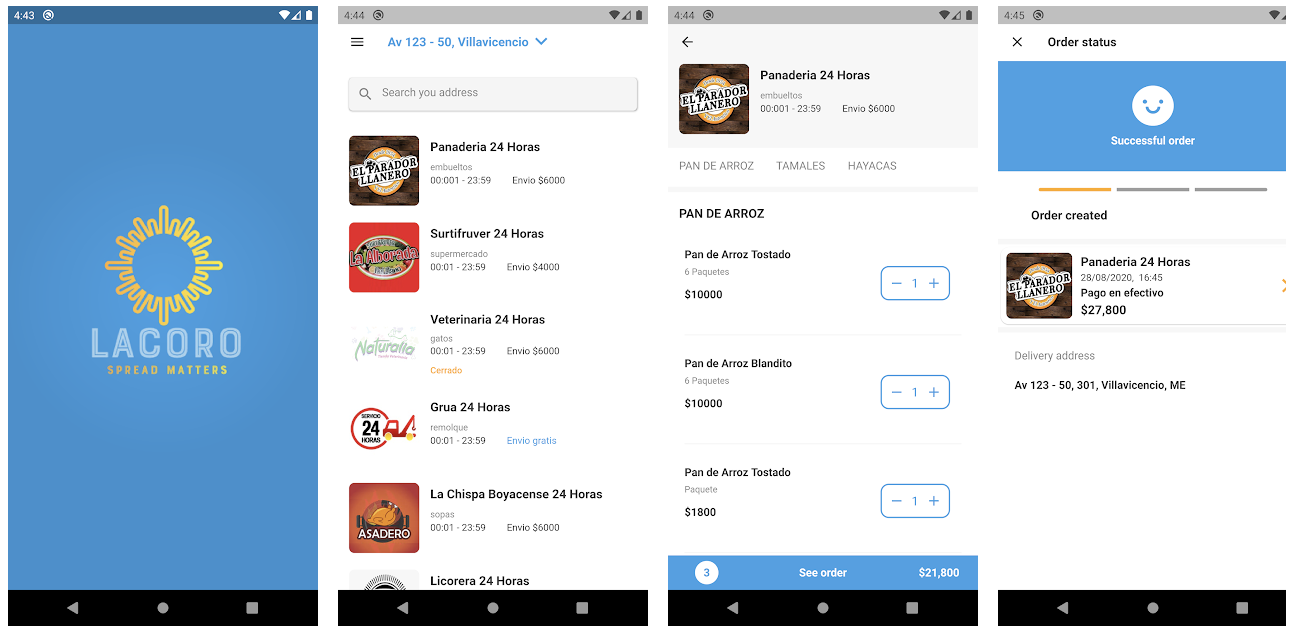 4:43
LACORO
SPREAD MATTERS
4:44
Av 123 - 50, Villavicencio
Search you address
EL PARADOR
LLANERO
Panaderia 24 Horas
embueltos
00:001 - 23:59 Envio $6000
La Alborada
Surtifruver 24 Horas
supermercado
00:01 - 23:59 Envio $4000
Naturalia
Veterinaria 24 Horas
gatos
00:01 - 23:59 Envio $6000
Cerrado
SERVICIO
24
HORAS
Grua 24 Horas
remolque
00:01 - 23:59 Envio gratis
ASADERO
La Chispa Boyacense 24 Horas
sopas
00:01 - 23:59 Envio $6000
Licorera 24 Horas
4:44
EL PARADOR
LLANERO
Panaderia 24 Horas
embueltos
00:001 - 23:59 Envio $6000
PAN DE ARROZ TAMALES HAYACAS
PAN DE ARROZ
Pan de Arroz Tostado
6 Paquetes
$10000
1
Pan de Arroz Blandito
6 Paquetes
$10000
1
Pan de Arroz Tostado
Paquete
$1800
1
3 See order $21,800
4:45
Order status
Successful order
Order created
EL PARADOR
LLANERO
Panaderia 24 Horas
28/08/2020, 16:45
Pago en efectivo
$27,800
Delivery address
Av 123 - 50, 301, Villavicencio, ME